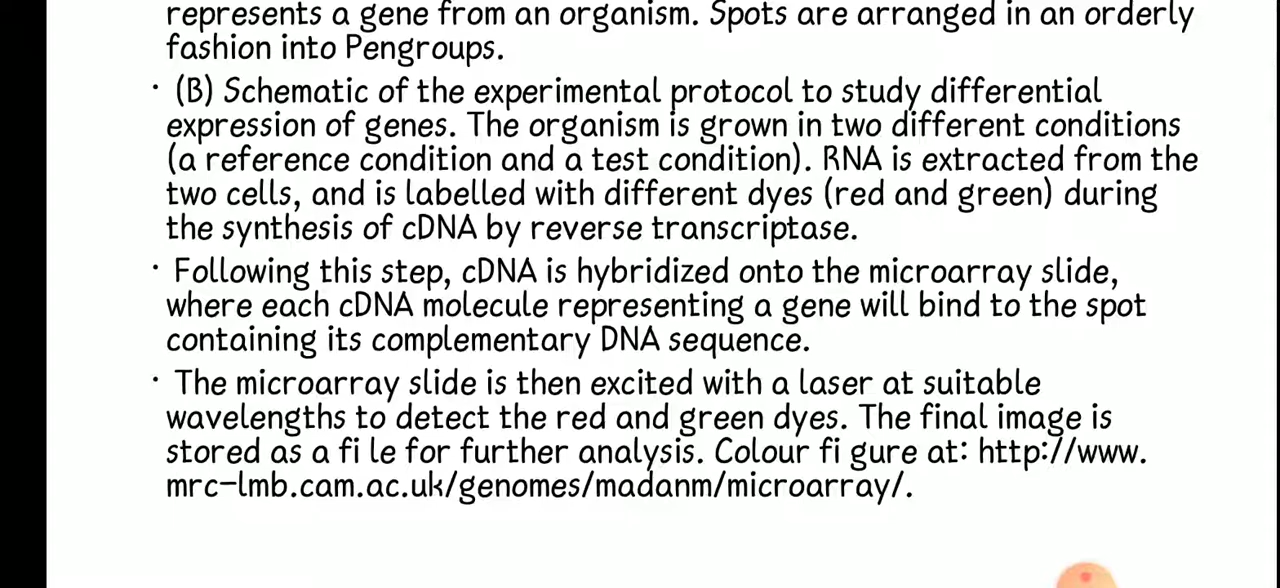 represents a gene from an organism. Spots are arranged in an orderly
fashion into Pengroups.
· (B) Schematic of the experimental protocol to study differential
expression of genes. The organism is grown in two different conditions
(a reference condition and a test condition). RNA is extracted from the
two cells, and is labelled with different dyes (red and green) during
the synthesis of cDNA by reverse transcriptase.
· Following this step, cDNA is hybridized onto the microarray slide,
where each cDNA molecule representing a gene will bind to the spot
containing its complementary DNA sequence.
· The microarray slide is then excited with a laser at suitable
wavelengths to detect the red and green dyes. The final image is
stored as a fi le for further analysis. Colour fi gure at: http://www.
mrc-lmb.cam.ac.uk/genomes/madanm/microarray/.